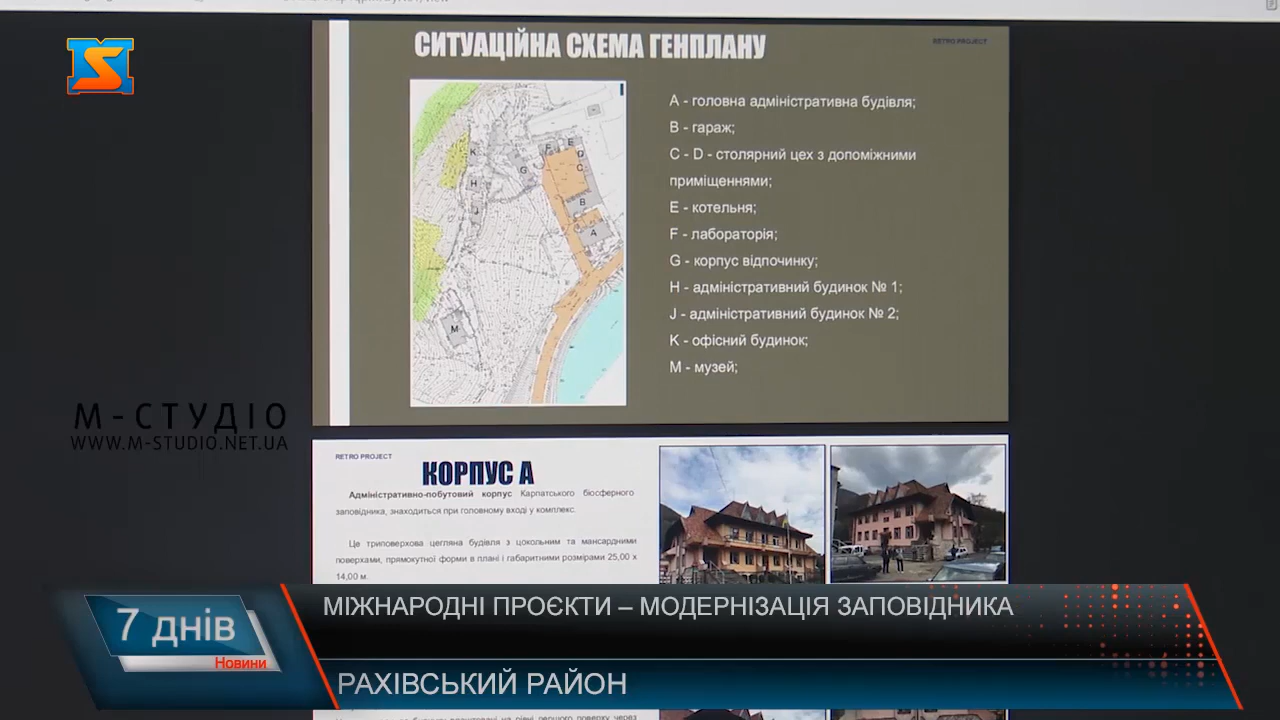 СИТУАЦІЙНА СХЕМА ГЕНПЛАНУ
RETRO PROJECT
A - головна адміністративна будівля;
B - гараж;
C - D - столярний цех з допоміжними
приміщеннями;
E - котельня;
F - лабораторія;
G - корпус відпочинку;
H - адміністративний будинок № 1;
J - адміністративний будинок № 2;
K - офісний будинок;
M - музей;
K
F
E
D
C
G
H
J
B
A
M
М-СТУДІО
WWW.M-STUDIO.NET.UA
RETRO PROJECT
КОРПУС А
Адміністративно-побутовий корпус Карпатського біосферного
заповідника, знаходиться при головному вході у комплекс.
Це триповерхова цегляна будівля з цокольним та мансардними
поверхами, прямокутної форми в плані і габаритними розмірами 25,00 х
14,00 м.
7 днів
Новини
МІЖНАРОДНІ ПРОЄКТИ – МОДЕРНІЗАЦІЯ ЗАПОВІДНИКА
РАХІВСЬКИЙ РАЙОН